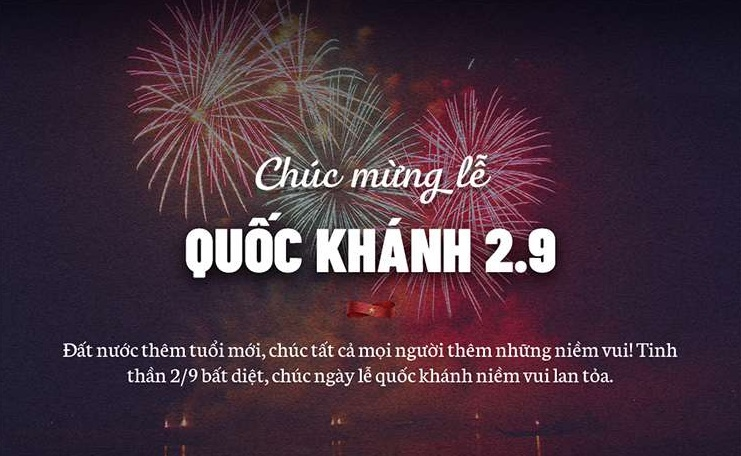 Chúc mừng lễ
QUỐC KHÁNH 2.9
Đất nước thêm tuổi mới, chúc tất cả mọi người thêm những niềm vui! Tinh
thần 2/9 bất diệt, chúc ngày lễ quốc khánh niềm vui lan tỏa.